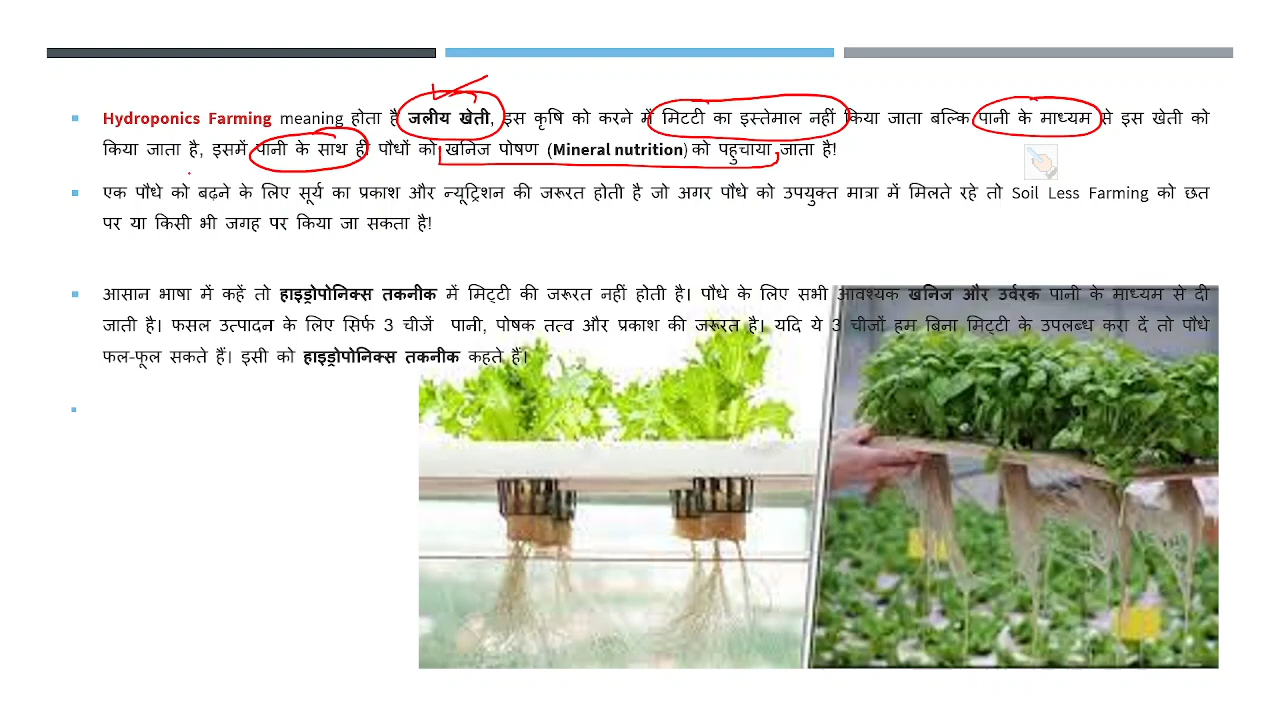 Hydroponics Farming meaning होता है जलीय खेती, इस कृषि को करने में मिटटी का इस्तेमाल नहीं किया जाता बल्कि पानी के माध्यम से इस खेती को
किया जाता है, इसमें पानी के साथ ही पौधों को खनिज पोषण (Mineral nutrition) को पहुचाया जाता है!
एक पौधे को बढ़ने के लिए सूर्य का प्रकाश और न्यूट्रिशन की जरूरत होती है जो अगर पौधे को उपयुक्त मात्रा में मिलते रहे तो Soil Less Farming को छत
पर या किसी भी जगह पर किया जा सकता है!
आसान भाषा में कहें तो हाइड्रोपोनिक्स तकनीक में मिट्टी की जरूरत नहीं होती है। पौधे के लिए सभी आवश्यक खनिज और उर्वरक पानी के माध्यम से दी
जाती है। फसल उत्पादन के लिए सिर्फ 3 चीजें पानी, पोषक तत्व और प्रकाश की जरूरत है। यदि ये 3 चीजों हम बिना मिट्टी के उपलब्ध करा दें तो पौधे
फल-फूल सकते हैं। इसी को हाइड्रोपोनिक्स तकनीक कहते हैं।